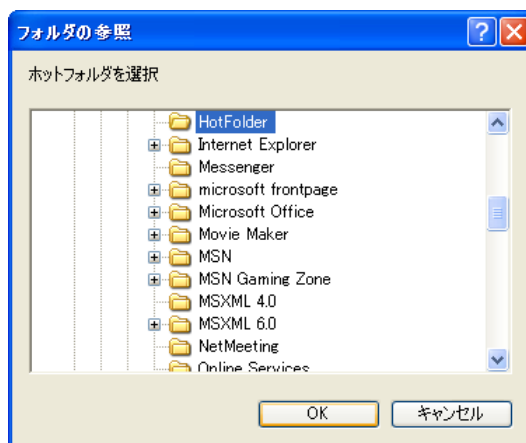 フォルダの参照
ホットフォルダを選択
HotFolder
Internet Explorer
Messenger
microsoft frontpage
Microsoft Office
Movie Maker
MSN
MSN Gaming Zone
MSXML 4.0
MSXML 6.0
NetMeeting
Online Services
OK
キャンセル